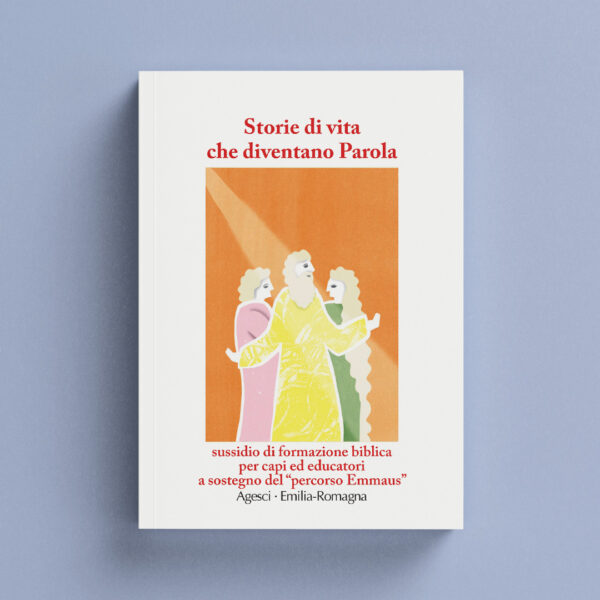 Storie di vita
che diventano Parola
sussidio di formazione biblica
per capi ed educatori
a sostegno del “percorso Emmaus”
Agesci · Emilia-Romagna